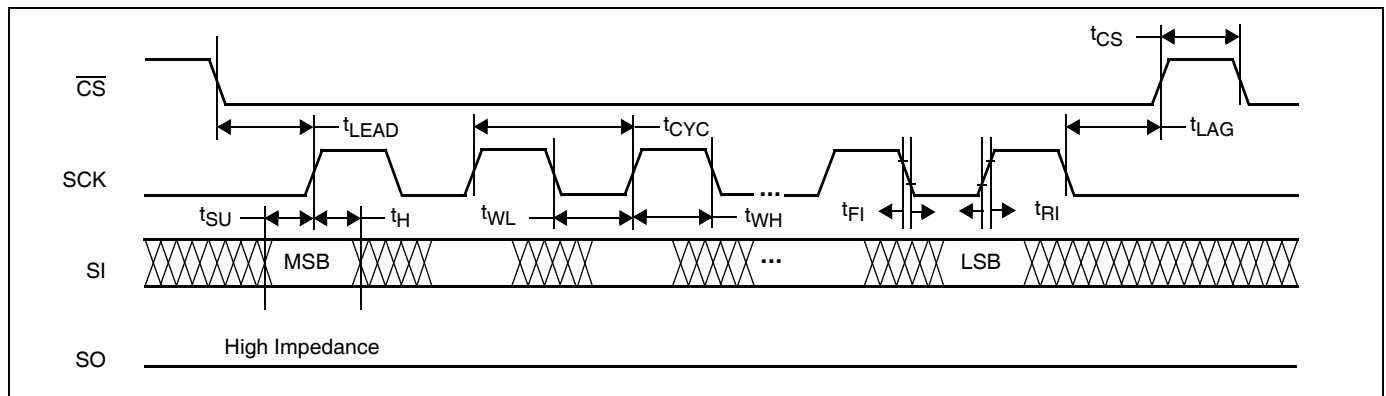 tCS
CS
tLEAD
tCYC
tLAG
SCK
...
tSU
tH
tWL
tWH
tFI
tRI
SI
MSB
...
LSB
High Impedance
SO